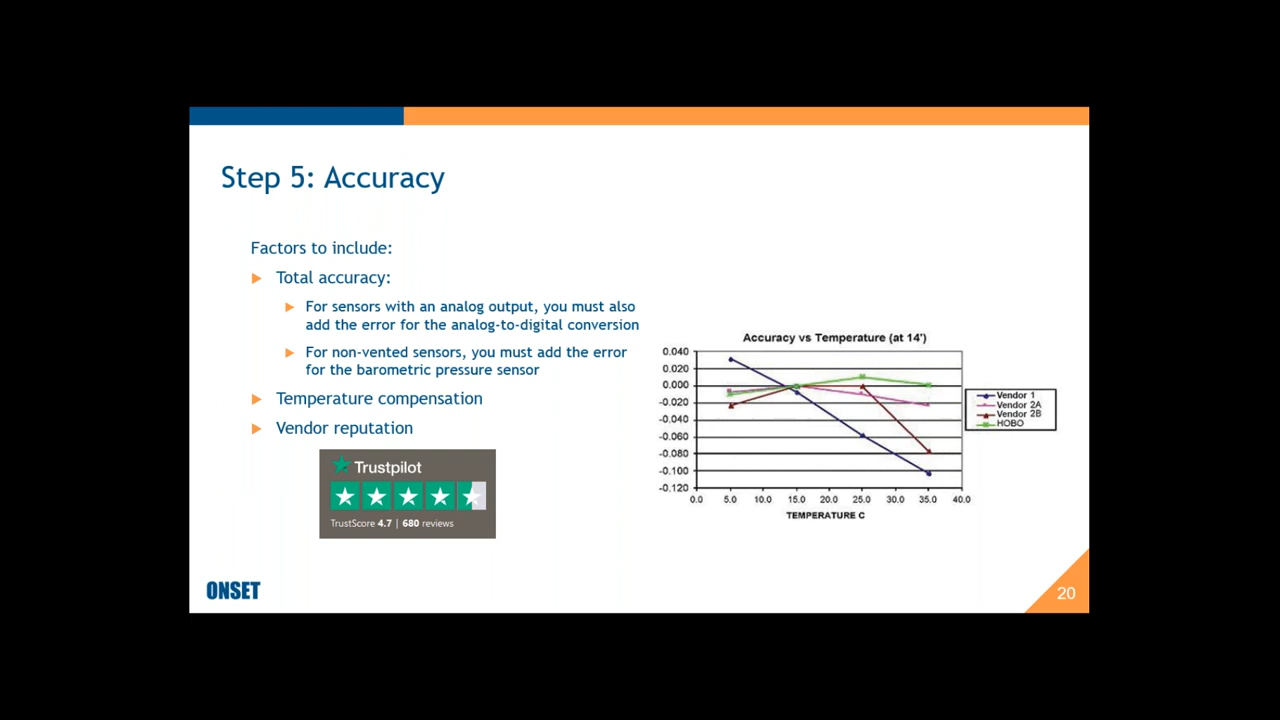 Step 5: Accuracy
Factors to include:
Total accuracy:
For sensors with an analog output, you must also
add the error for the analog-to-digital conversion
For non-vented sensors, you must add the error
for the barometric pressure sensor
Temperature compensation
Vendor reputation
Trustpilot
TrustScore 4.7 | 680 reviews
Accuracy vs Temperature (at 14')
0.040
0.020
0.000
-0.020
-0.040
-0.060
-0.080
-0.100
-0.120
0.0 5.0 10.0 15.0 20.0 25.0 30.0 35.0 40.0
TEMPERATURE C
Vendor 1
Vendor 2A
Vendor 2B
HOBO
ONSET
20